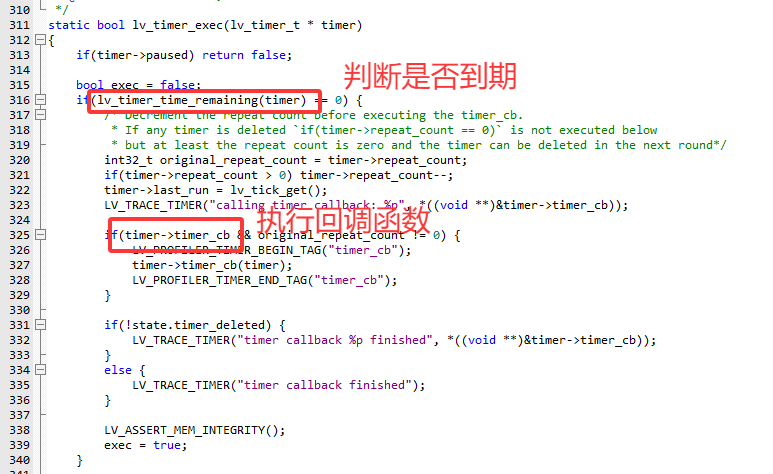 310 */
311 static bool lv_timer_exec(lv_timer_t * timer)
312 {
313 if(timer->paused) return false;
314
315 bool exec = false;
判断是否到期
316 if(lv_timer_time_remaining(timer) == 0) {
317 /* Decrement the repeat count before executing the timer_cb.
318 * If any timer is deleted `if(timer->repeat_count == 0)` is not executed below
319 * but at least the repeat count is zero and the timer can be deleted in the next round*/
320 int32_t original_repeat_count = timer->repeat_count;
321 if(timer->repeat_count > 0) timer->repeat_count--;
322 timer->last_run = lv_tick_get();
323 LV_TRACE_TIMER("calling timer callback: %p", *((void **)&timer->timer_cb));
324
执行回调函数
325 if(timer->timer_cb && original_repeat_count != 0) {
326 LV_PROFILER_TIMER_BEGIN_TAG("timer_cb");
327 timer->timer_cb(timer);
328 LV_PROFILER_TIMER_END_TAG("timer_cb");
329 }
330
331 if(!state.timer_deleted) {
332 LV_TRACE_TIMER("timer callback %p finished", *((void **)&timer->timer_cb));
333 }
334 else {
335 LV_TRACE_TIMER("timer callback finished");
336 }
337
338 LV_ASSERT_MEM_INTEGRITY();
339 exec = true;
340 }